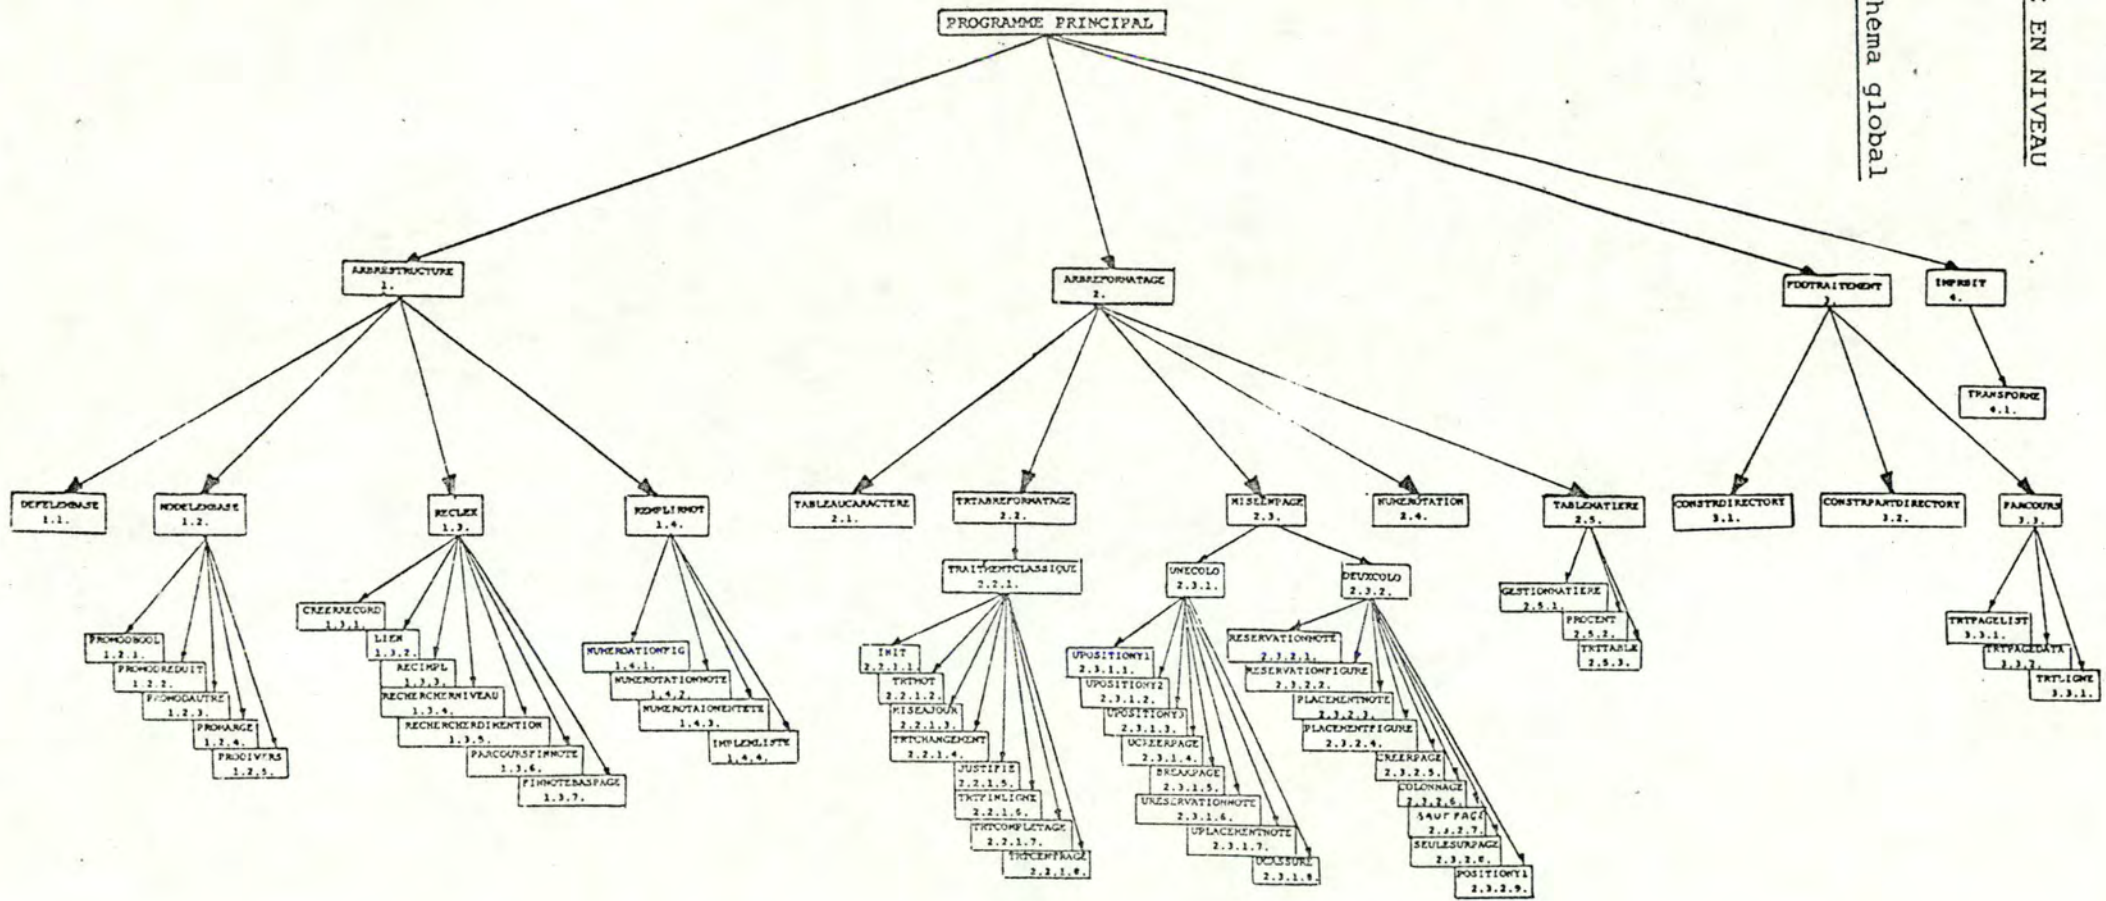 PROGRAMME PRINCIPAL
EN NIVEAU
héma global
ARBRESTRUCTURE
1.
ARBREFORMATAGE
2.
PDDTRAITEMENT
3.
IMPRBIT
4.
TRANSFORME
4.1.
DEFELEMBASE
1.1.
MODELEMBASE
1.2.
RECLEX
1.3.
REMPLIRMOT
1.4.
TABLEAUCARACTERE
2.1.
TRTABREFORMATAGE
2.2.
MISEENPAGE
2.3.
NUMEROTATION
2.4.
TABLEMATIERE
2.5.
CONSTRDIRECTORY
3.1.
CONSTRPANTDIRECTORY
3.2.
PARCOURS
3.3.
TRAITMENTCLASSIQUE
2.2.1.
UNECOLO
2.3.1.
DEUXCOLO
2.3.2.
PROMODBOOL
1.2.1.
PROMODREDUIT
1.2.2.
PROMODAUTRE
1.2.3.
PROMARGE
1.2.4.
PRODIVERS
1.2.5.
CREERRECORD
1.3.1.
LIEN
1.3.2.
RECIMPL
1.3.3.
RECHERCHERNIVEAU
1.3.4.
RECHERCHERDIMENTION
1.3.5.
PARCOURSFINNOTE
1.3.6.
FINNOTEBASPAGE
1.3.7.
NUMEROATIONFIG
1.4.1.
NUMEROTATIONNOTE
1.4.2.
NUMEROTAIONENTETE
1.4.3.
IMPLEMLISTE
1.4.4.
INIT
2.2.1.1.
TRTMOT
2.2.1.2.
MISEAJOUR
2.2.1.3.
TRTCHANGEMENT
2.2.1.4.
JUSTIFIE
2.2.1.5.
TRTFINLIGNE
2.2.1.6.
TRTCOMPLETAGE
2.2.1.7.
TRTCENTRAGE
2.2.1.8.
UPOSITIONY1
2.3.1.1.
UPOSITIONY2
2.3.1.2.
UPOSITIONY3
2.3.1.3.
UCREERPAGE
2.3.1.4.
BREAKPAGE
2.3.1.5.
URESERVATIONNOTE
2.3.1.6.
UPLACEMENTNOTE
2.3.1.7.
UCASSURE
2.3.1.8.
RESERVATIONNOTE
2.3.2.1.
RESERVATIONFIGURE
2.3.2.2.
PLACEMENTNOTE
2.3.2.3.
PLACEMENTFIGURE
2.3.2.4.
CREERPAGE
2.3.2.5.
COLONNAGE
2.3.2.6.
SAUTPAGE
2.3.2.7.
SEULESURPAGE
2.3.2.8.
POSITIONY1
2.3.2.9.
GESTIONMATIERE
2.5.1.
PROCENT
2.5.2.
TRTTABLE
2.5.3.
TRTPAGELIST
3.3.1.
TRTPAGEDATA
3.3.2.
TRTLIGNE
3.3.1.